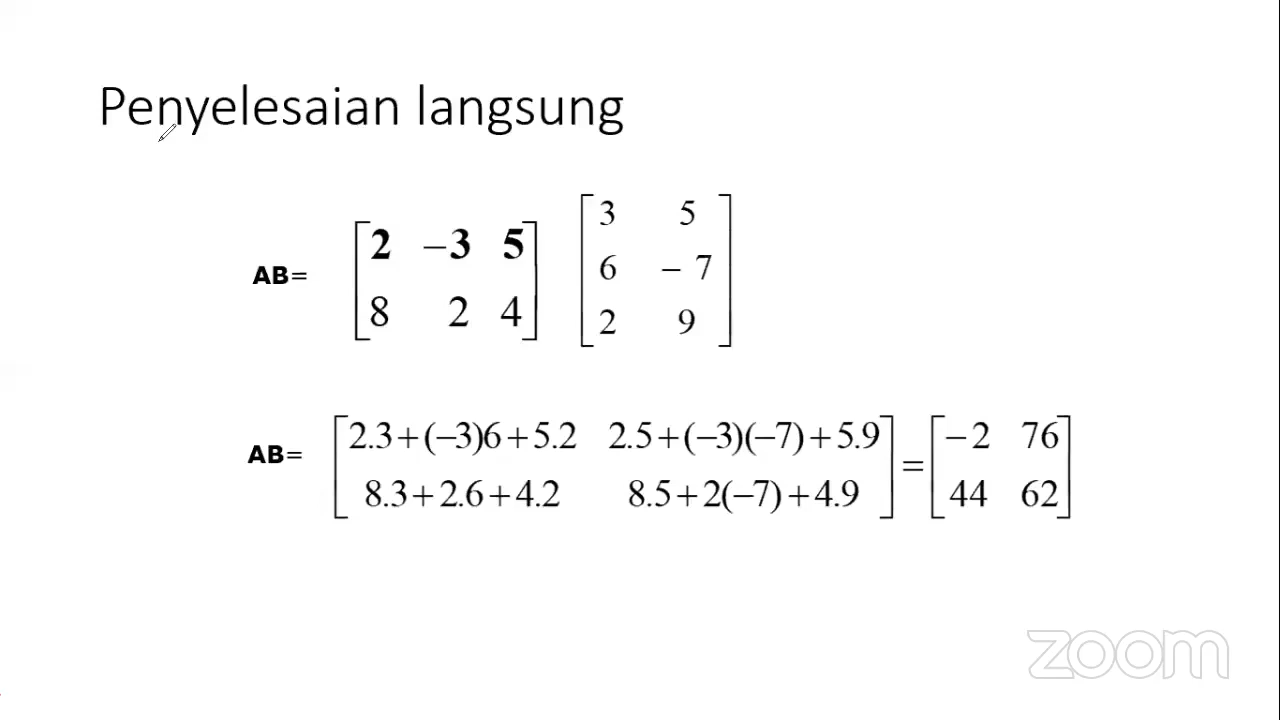 Penyelesaian langsung
AB= [2 −3 5] [3 5]
[8 2 4] [6 − 7]
[2 9]
AB= [2.3+(−3)6+5.2 2.5+(−3)(−7)+5.9] = [−2 76]
[8.3+2.6+4.2 8.5+2(−7)+4.9] [44 62]
zoom